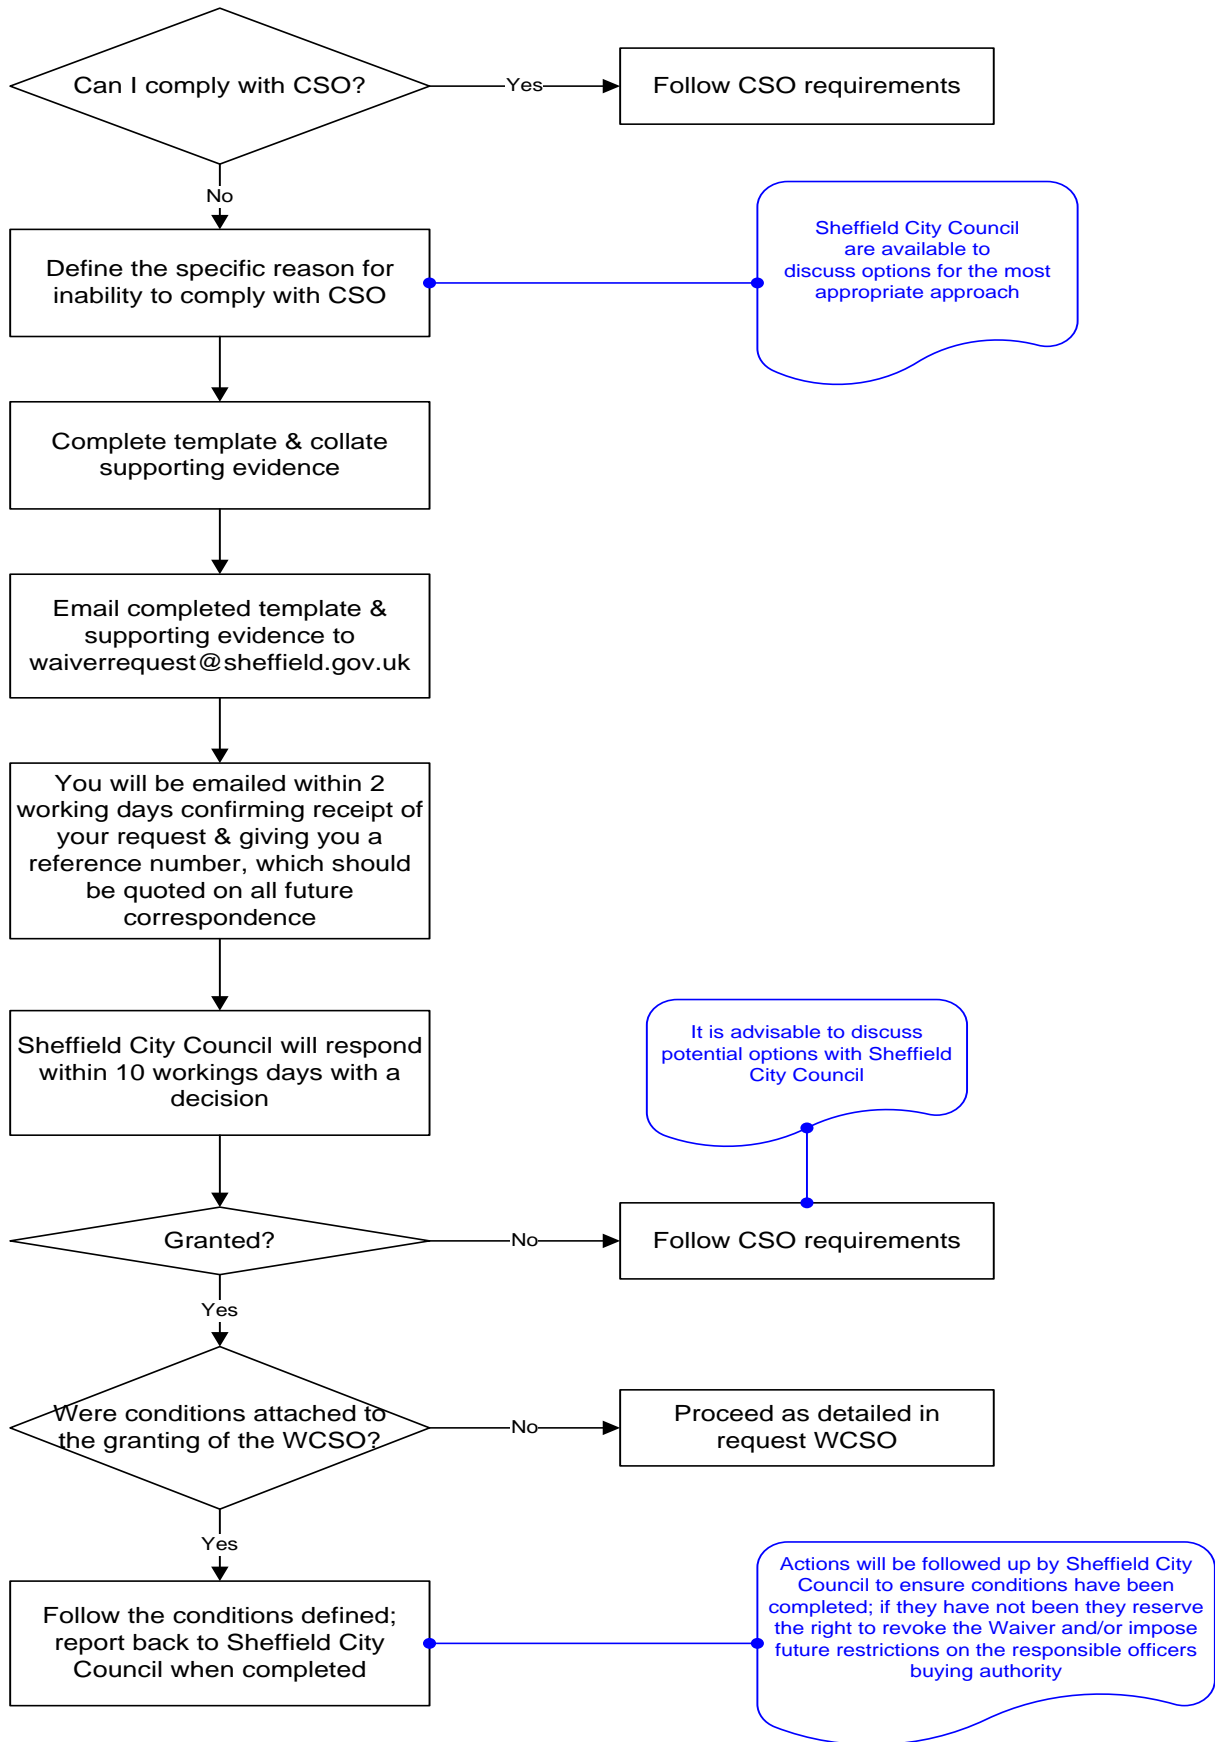 Can I comply with CSO?
Yes
Follow CSO requirements
No
Define the specific reason for
inability to comply with CSO
Sheffield City Council
are available to
discuss options for the most
appropriate approach
Complete template & collate
supporting evidence
Email completed template &
supporting evidence to
waiverrequest@sheffield.gov.uk
You will be emailed within 2
working days confirming receipt of
your request & giving you a
reference number, which should
be quoted on all future
correspondence
Sheffield City Council will respond
within 10 workings days with a
decision
It is advisable to discuss
potential options with Sheffield
City Council
Granted?
No
Follow CSO requirements
Yes
Were conditions attached to
the granting of the WCSO?
No
Proceed as detailed in
request WCSO
Yes
Follow the conditions defined;
report back to Sheffield City
Council when completed
Actions will be followed up by Sheffield City
Council to ensure conditions have been
completed; if they have not been they reserve
the right to revoke the Waiver and/or impose
future restrictions on the responsible officers
buying authority